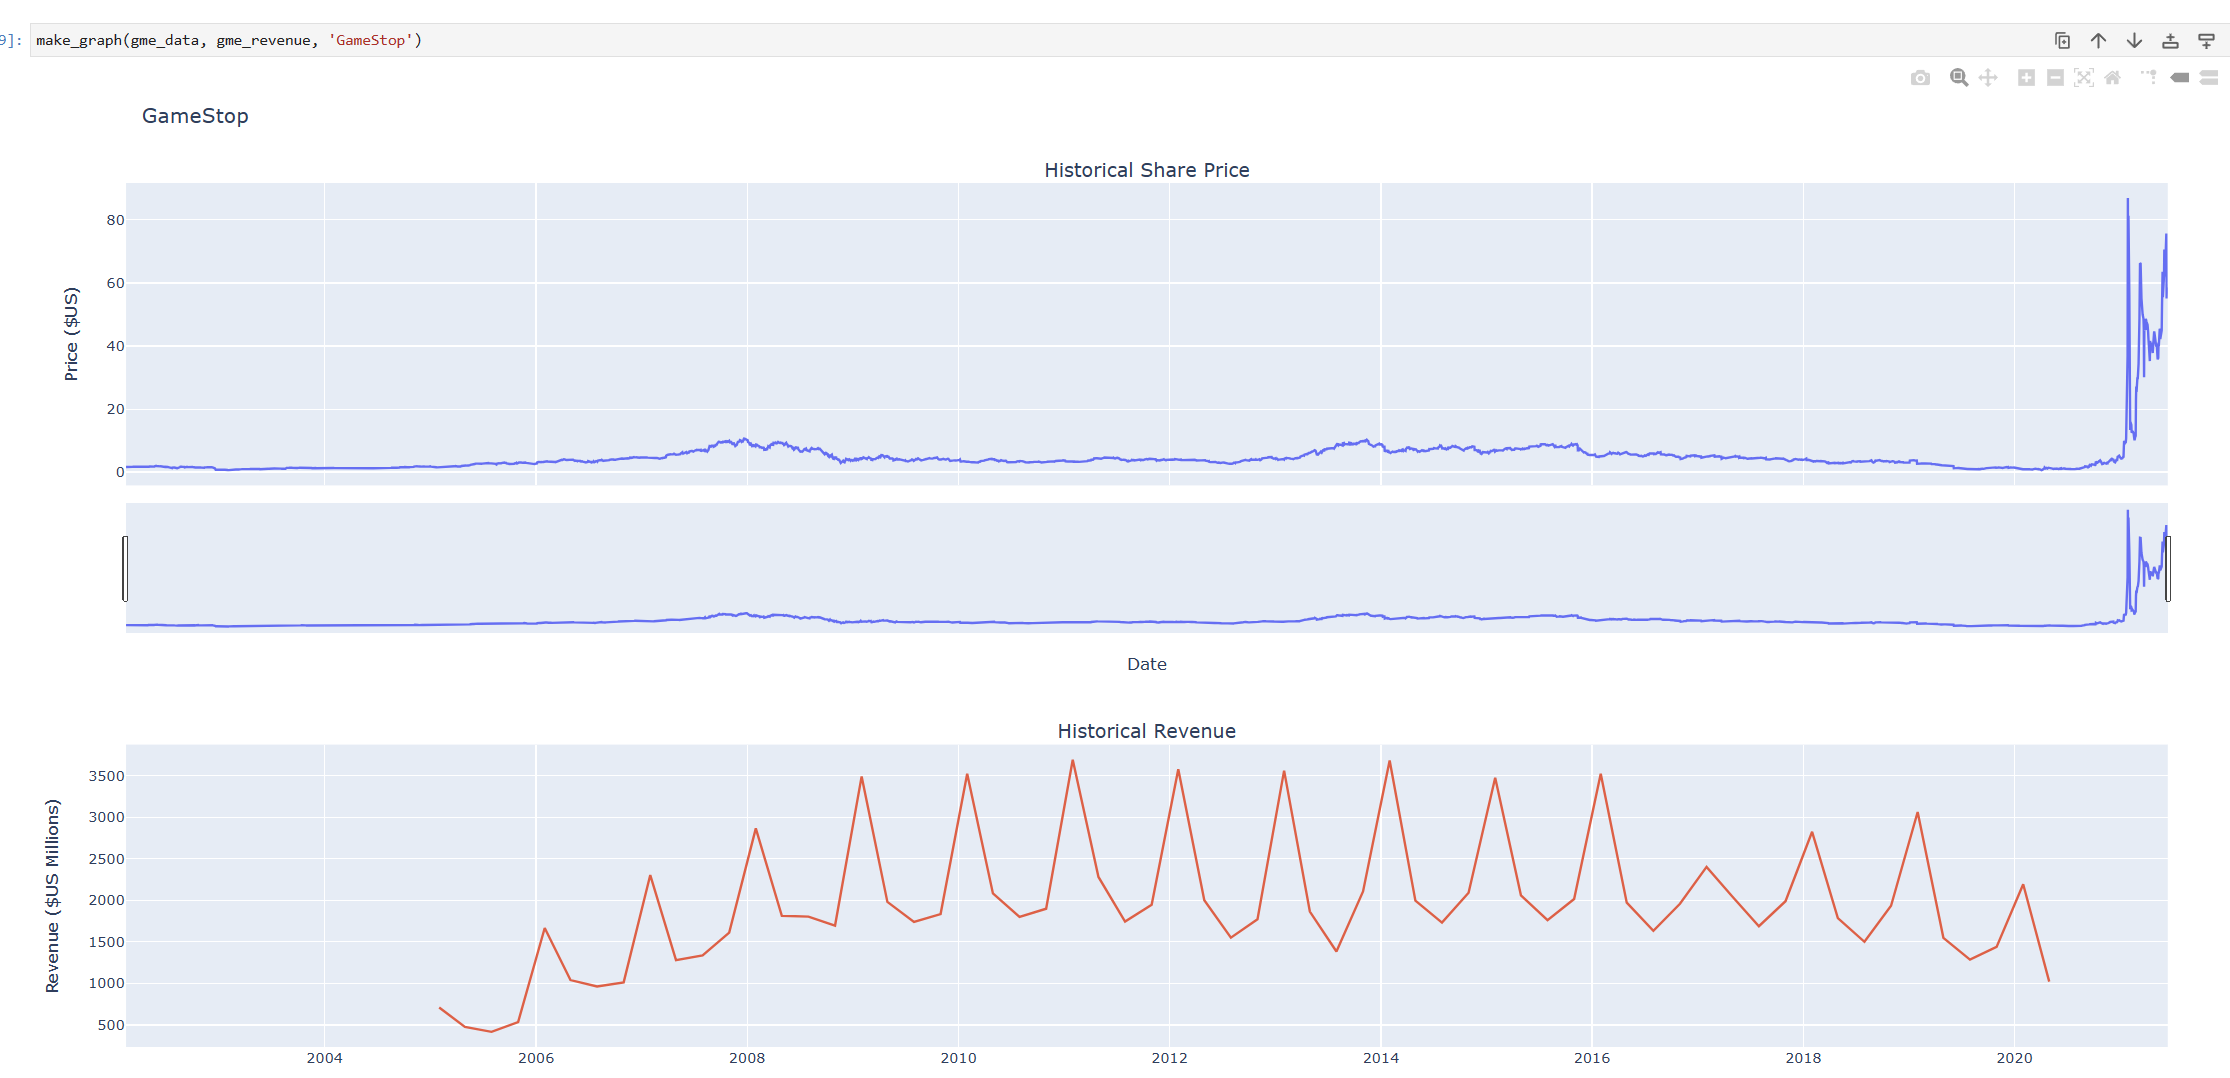 9]: make_graph(gme_data, gme_revenue, 'GameStop')
GameStop
Historical Share Price
80
60
40
20
0
Price ($US)
Date
Historical Revenue
3500
3000
2500
2000
1500
1000
500
Revenue ($US Millions)
2004 2006 2008 2010 2012 2014 2016 2018 2020